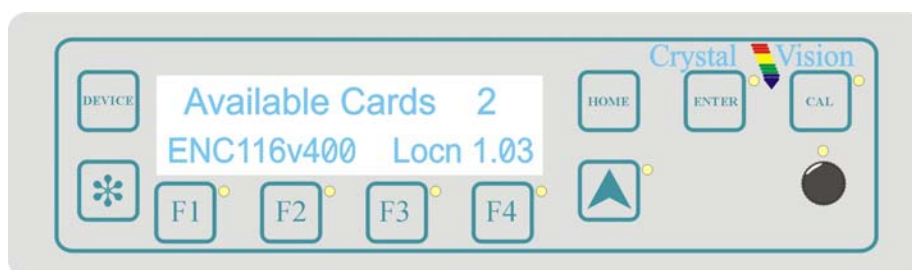 Crystal Vision
DEVICE
Available Cards 2
HOME
ENTER
CAL
ENC116v400 Locn 1.03
F1
F2
F3
F4